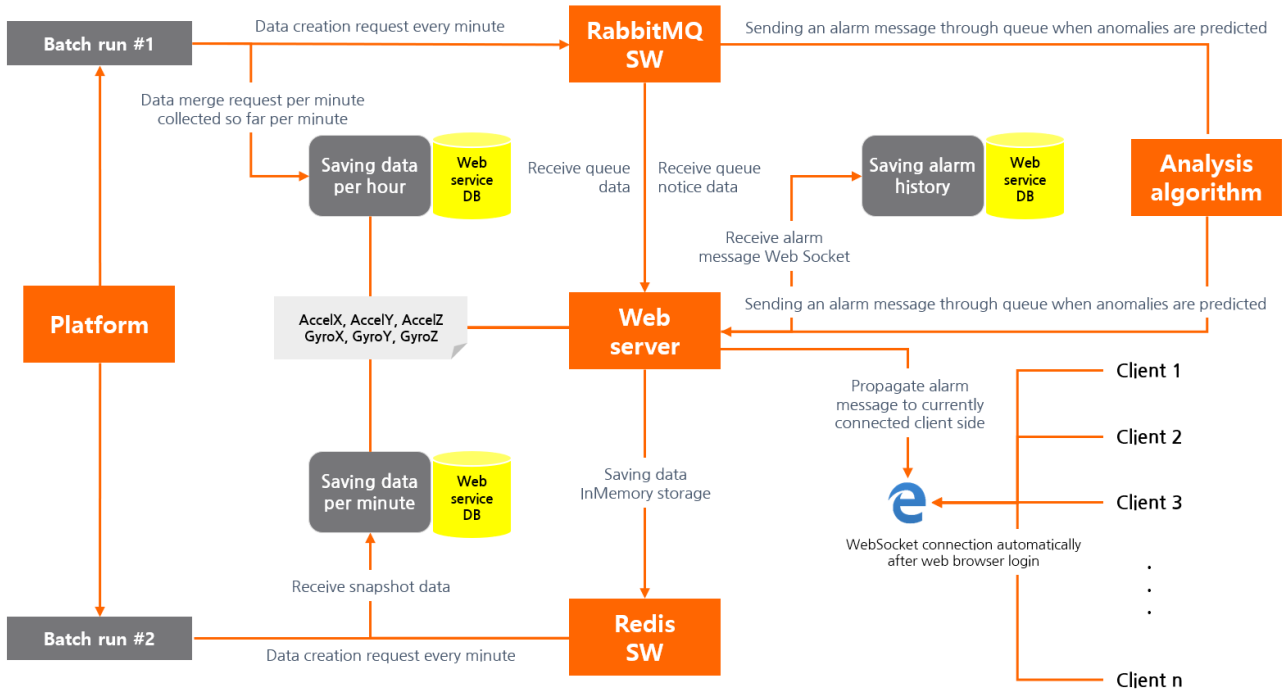 Batch run #1
Data creation request every minute
RabbitMQ
SW
Sending an alarm message through queue when anomalies are predicted
Data merge request per minute
collected so far per minute
Saving data
per hour
Web
service
DB
Receive queue
data
Receive queue
notice data
Saving alarm
history
Web
service
DB
Analysis
algorithm
Receive alarm
message Web Socket
Platform
AccelX, AccelY, AccelZ
GyroX, GyroY, GyroZ
Web
server
Sending an alarm message through queue when anomalies are predicted
Propagate alarm
message to currently
connected client side
Client 1
Client 2
Client 3
.
.
.
Client n
Saving data
per minute
Web
service
DB
Saving data
InMemory storage
WebSocket connection automatically
after web browser login
Receive snapshot data
Batch run #2
Data creation request every minute
Redis
SW